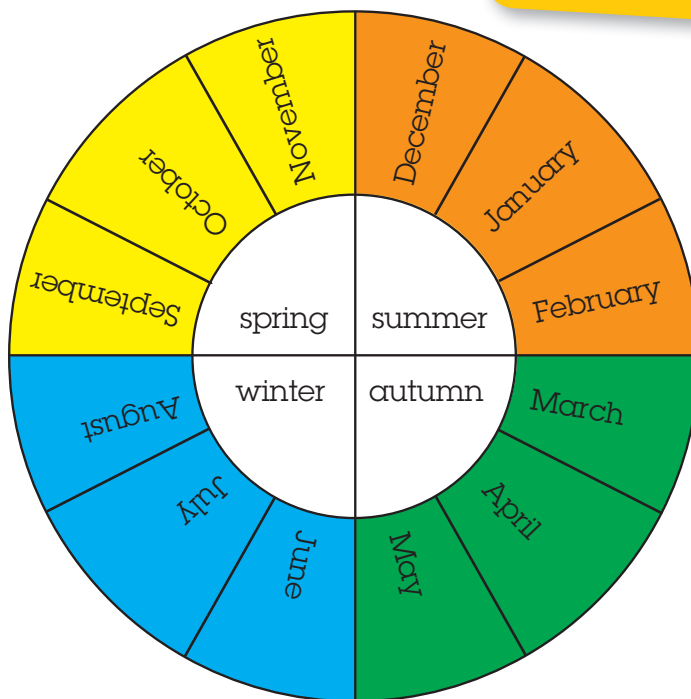 December
January
February
March
April
May
June
July
August
September
October
November
spring
summer
winter
autumn